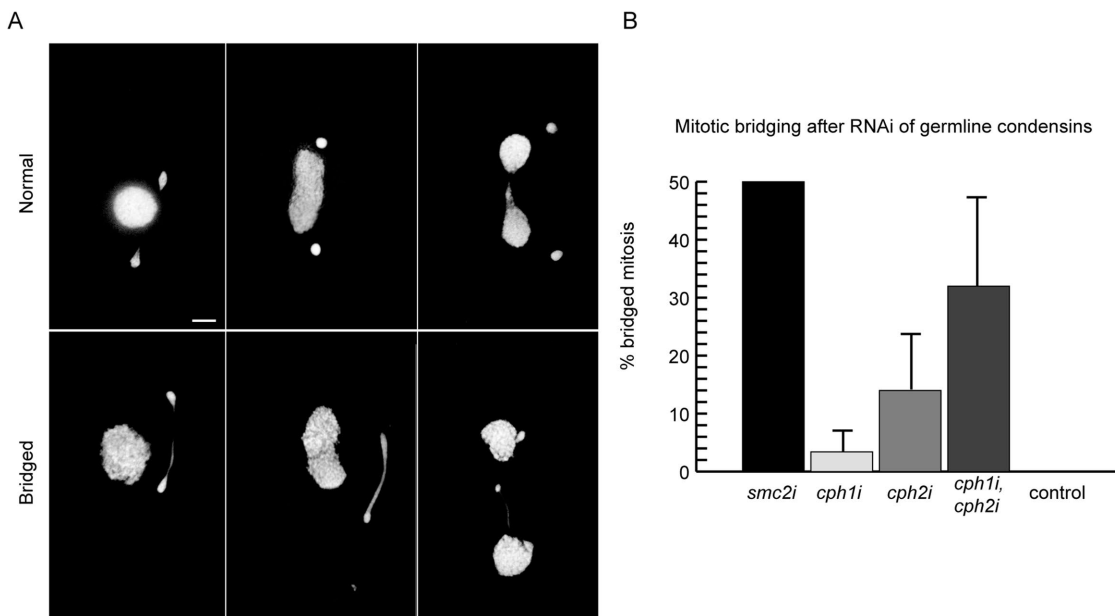 A
B
Normal
Bridged
Mitotic bridging after RNAi of germline condensins
% bridged mitosis
50
40
30
20
10
0
smc2i cph1i cph2i cph1i, control
cph2i